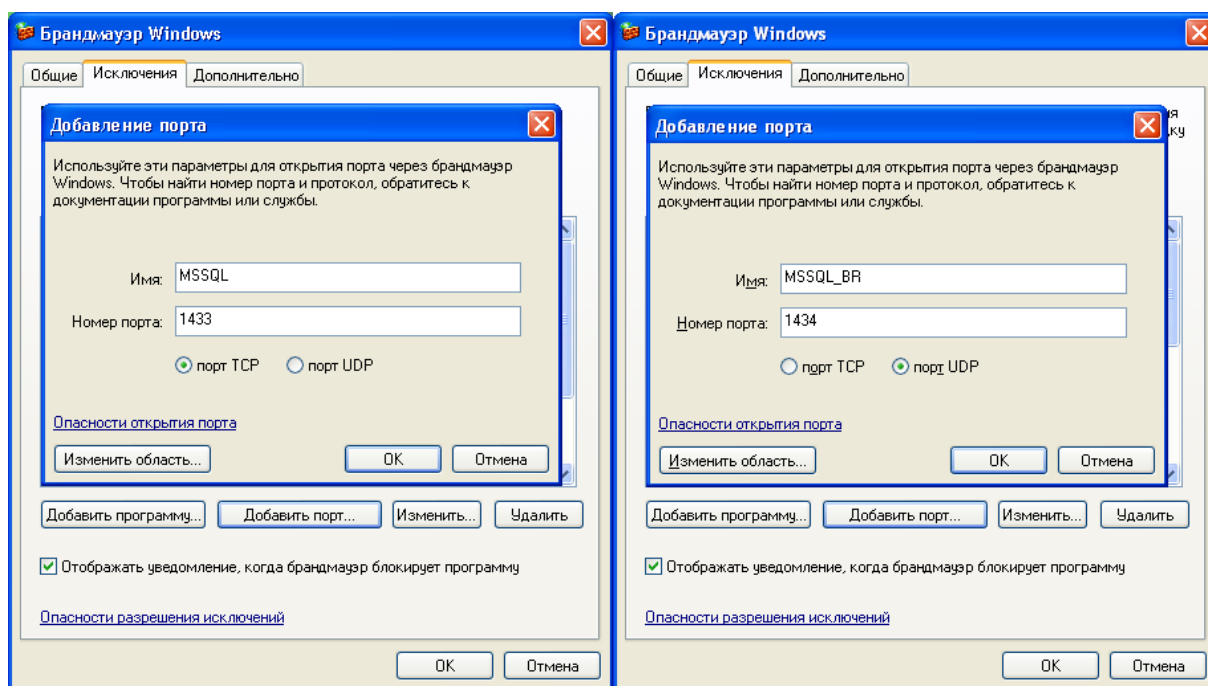 Брандмауэр Windows
Общие Исключения Дополнительно
Добавление порта
Используйте эти параметры для открытия порта через брандмауэр
Windows. Чтобы найти номер порта и протокол, обратитесь к
документации программы или службы.
Имя: MSSQL
Номер порта: 1433
порт TCP порт UDP
Опасности открытия порта
Изменить область... ОК Отмена
Добавить программу... Добавить порт... Изменить... Удалить
Отображать уведомление, когда брандмауэр блокирует программу
Опасности разрешения исключений
ОК Отмена
Брандмауэр Windows
Общие Исключения Дополнительно
Добавление порта
Используйте эти параметры для открытия порта через брандмауэр
Windows. Чтобы найти номер порта и протокол, обратитесь к
документации программы или службы.
Имя: MSSQL_BR
Номер порта: 1434
порт TCP порт UDP
Опасности открытия порта
Изменить область... ОК Отмена
Добавить программу... Добавить порт... Изменить... Удалить
Отображать уведомление, когда брандмауэр блокирует программу
Опасности разрешения исключений
ОК Отмена